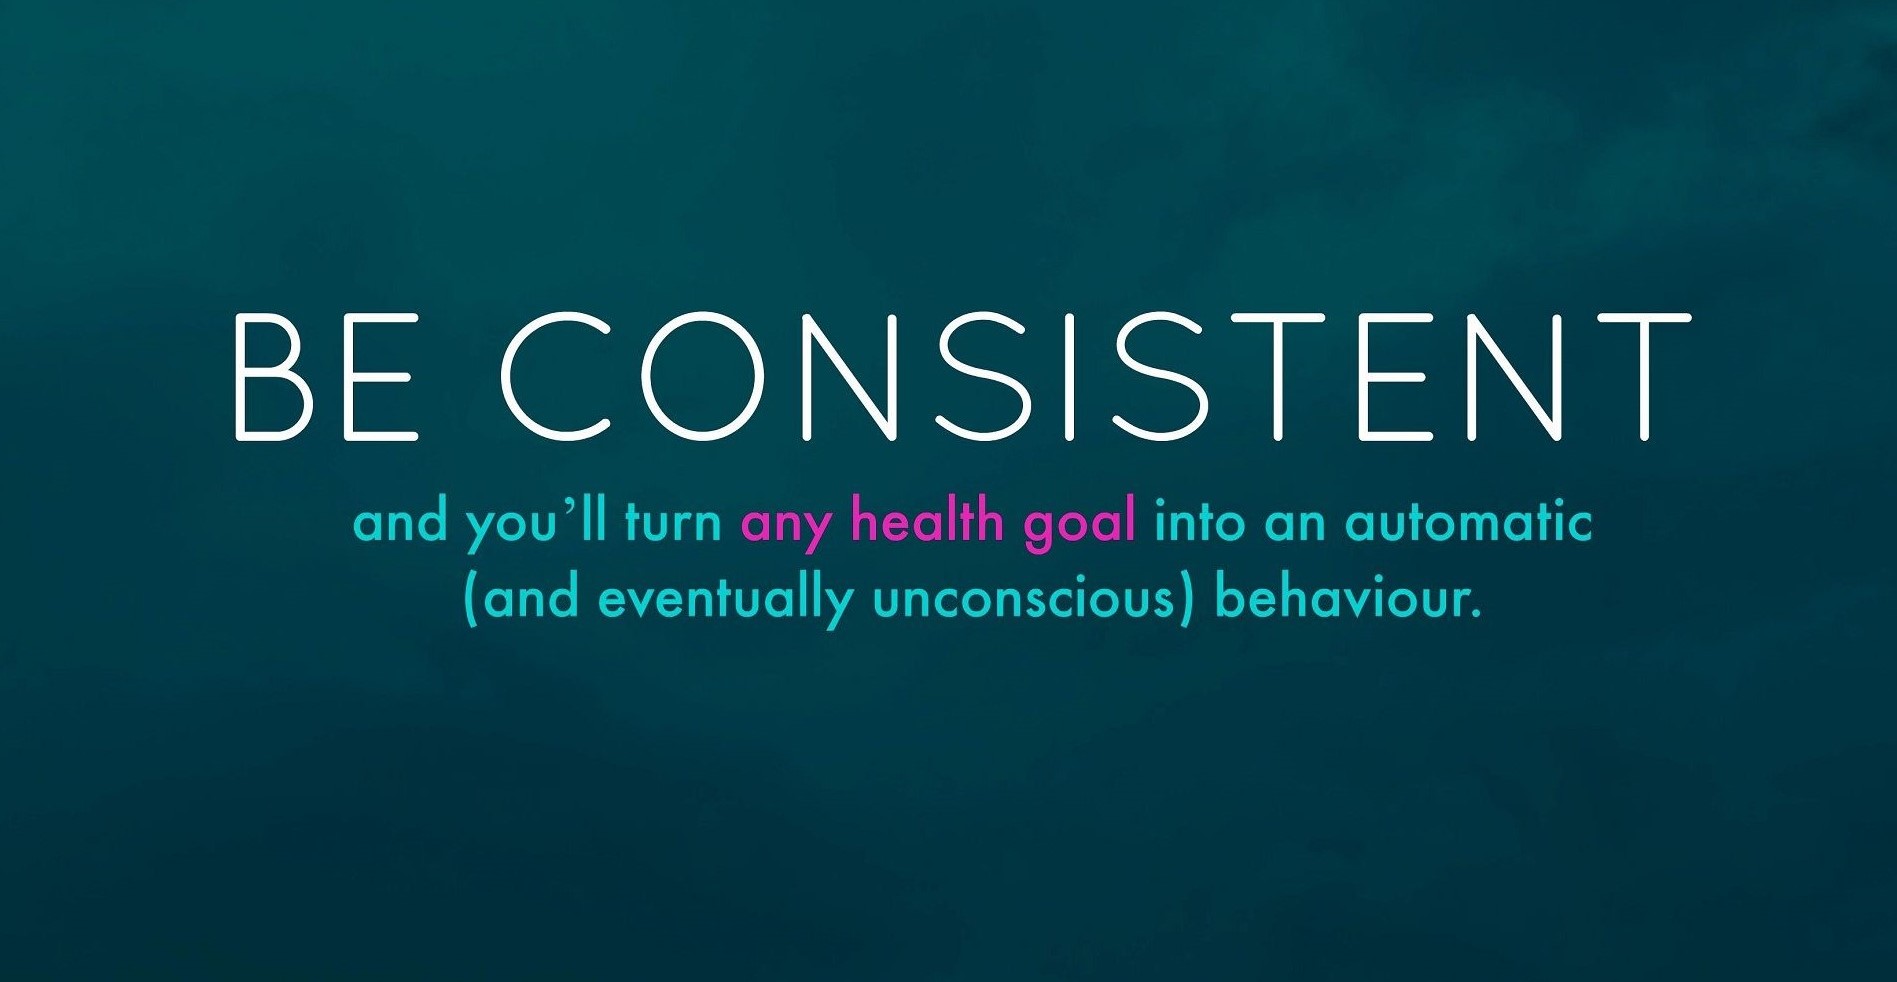 BE CONSISTENT
and you’ll turn any health goal into an automatic
(and eventually unconscious) behaviour.